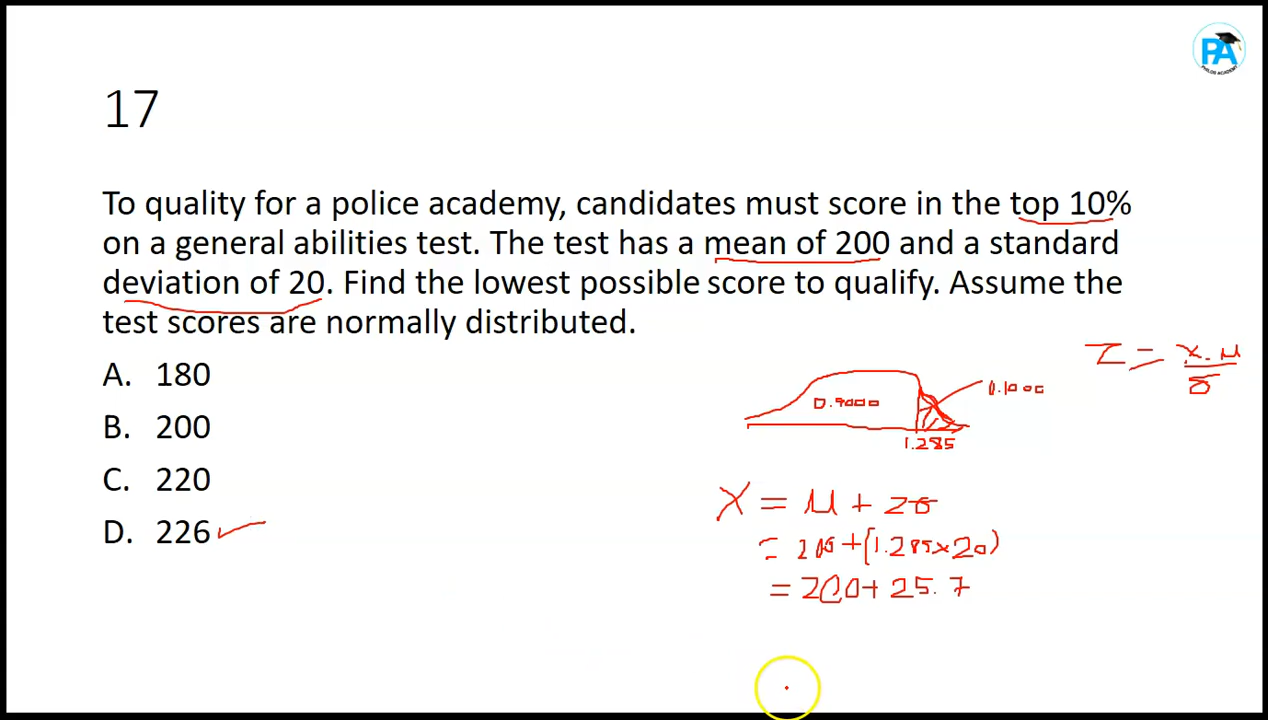 PA
PHILOS ACADEMY
17
To quality for a police academy, candidates must score in the top 10%
on a general abilities test. The test has a mean of 200 and a standard
deviation of 20. Find the lowest possible score to qualify. Assume the
test scores are normally distributed.
A. 180
B. 200
C. 220
D. 226
Z = x-μ
σ
0.9000
0.1000
1.285
X = μ + zσ
= 200+(1.285×20)
= 200+25.7